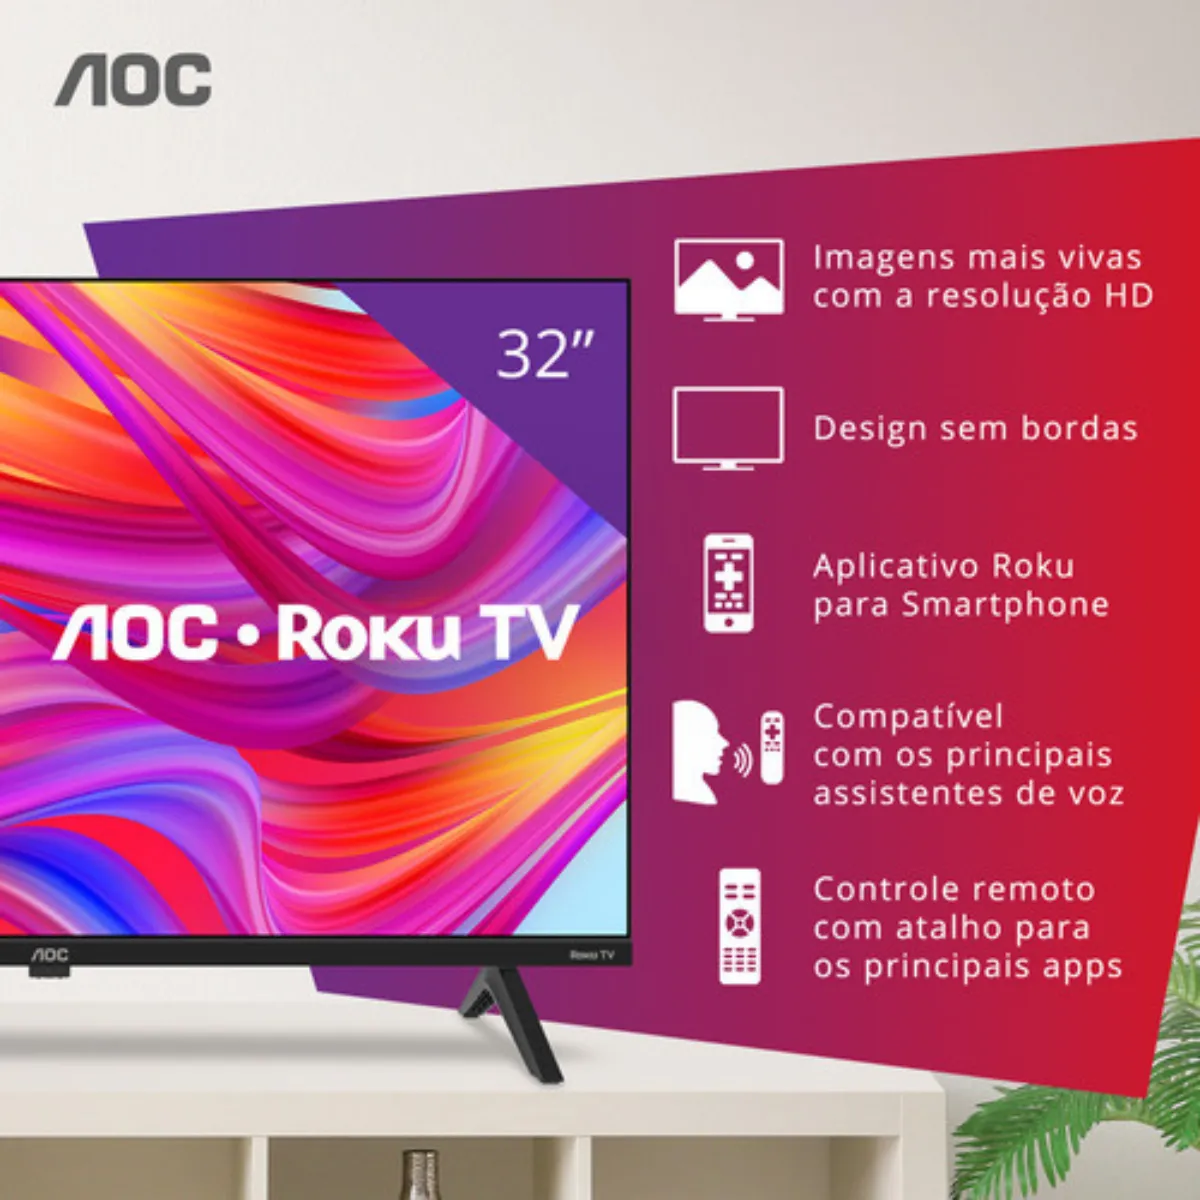 AOC
32”
AOC • Roku TV
AOC
Roku TV
Imagens mais vivas
com a resolução HD
Design sem bordas
Aplicativo Roku
para Smartphone
Compatível
com os principais
assistentes de voz
Controle remoto
com atalho para
os principais apps